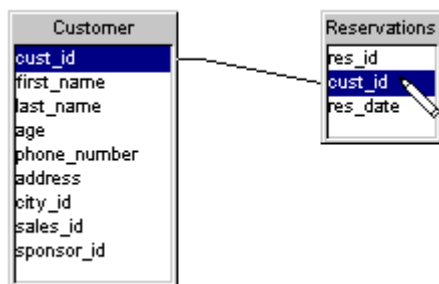 Customer
cust_id
first_name
last_name
age
phone_number
address
city_id
sales_id
sponsor_id
Reservations
res_id
cust_id
res_date